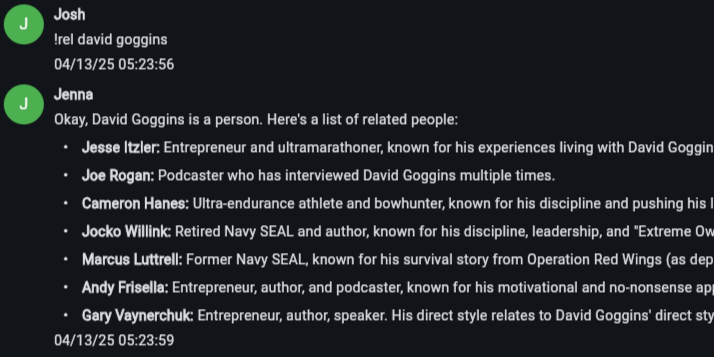 J
Josh
!rel david goggins
04/13/25 05:23:56
J
Jenna
Okay, David Goggins is a person. Here's a list of related people:
• Jesse Itzler: Entrepreneur and ultramarathoner, known for his experiences living with David Goggin
• Joe Rogan: Podcaster who has interviewed David Goggins multiple times.
• Cameron Hanes: Ultra-endurance athlete and bowhunter, known for his discipline and pushing his l
• Jocko Willink: Retired Navy SEAL and author, known for his discipline, leadership, and "Extreme Ow
• Marcus Luttrell: Former Navy SEAL, known for his survival story from Operation Red Wings (as dep
• Andy Frisella: Entrepreneur, author, and podcaster, known for his motivational and no-nonsense ap
• Gary Vaynerchuk: Entrepreneur, author, speaker. His direct style relates to David Goggins' direct sty
04/13/25 05:23:59